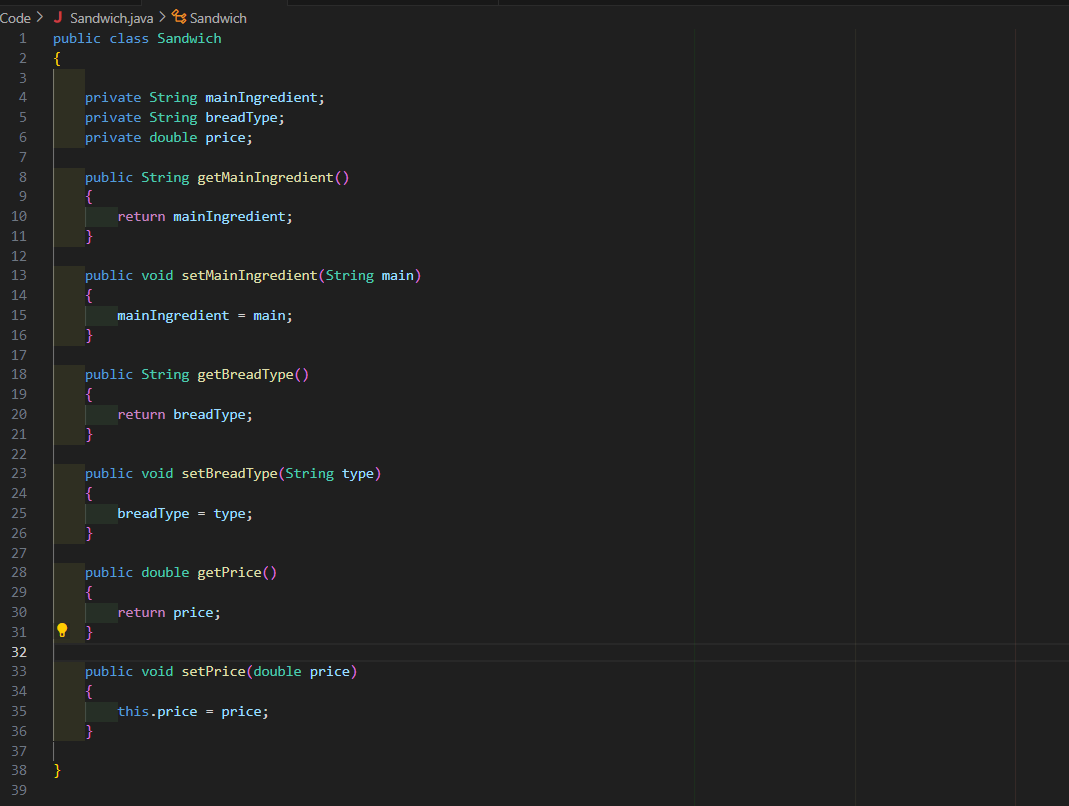 Code > Sandwich.java > Sandwich
1 public class Sandwich
2 {
3
4     private String mainIngredient;
5     private String breadType;
6     private double price;
7
8     public String getMainIngredient()
9     {
10         return mainIngredient;
11     }
12
13     public void setMainIngredient(String main)
14     {
15         mainIngredient = main;
16     }
17
18     public String getBreadType()
19     {
20         return breadType;
21     }
22
23     public void setBreadType(String type)
24     {
25         breadType = type;
26     }
27
28     public double getPrice()
29     {
30         return price;
31     }
32
33     public void setPrice(double price)
34     {
35         this.price = price;
36     }
37
38 }
39